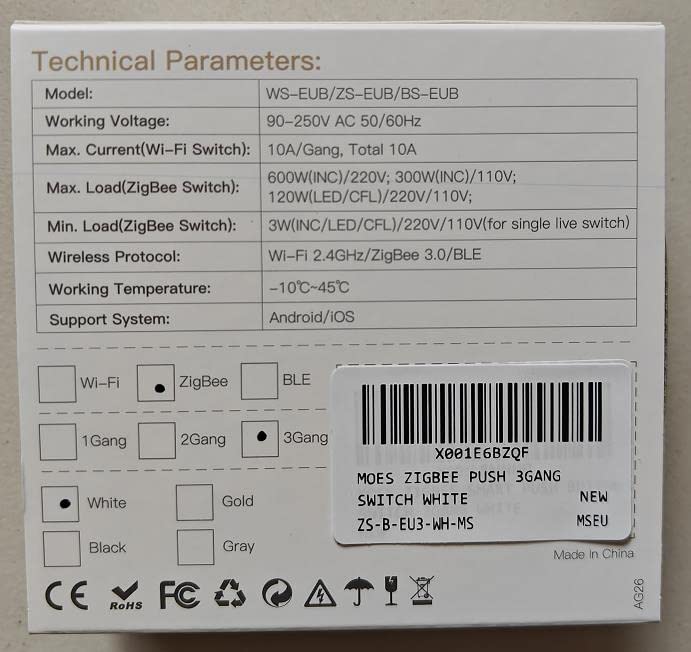 Technical Parameters:
Model: WS-EUB/ZS-EUB/BS-EUB
Working Voltage: 90-250V AC 50/60Hz
Max. Current(Wi-Fi Switch): 10A/Gang, Total 10A
Max. Load(ZigBee Switch): 600W(INC)/220V; 300W(INC)/110V;
120W(LED/CFL)/220V/110V;
Min. Load(ZigBee Switch): 3W(INC/LED/CFL)/220V/110V(for single live switch)
Wireless Protocol: Wi-Fi 2.4GHz/ZigBee 3.0/BLE
Working Temperature: -10℃~45℃
Support System: Android/iOS
Wi-Fi ZigBee BLE
1Gang 2Gang 3Gang
White Gold
Black Gray
X001E6BZQF
MOES ZIGBEE PUSH 3GANG
SWITCH WHITE NEW
ZS-B-EU3-WH-MS MSEU
Made In China
CE RoHS FC
AG26